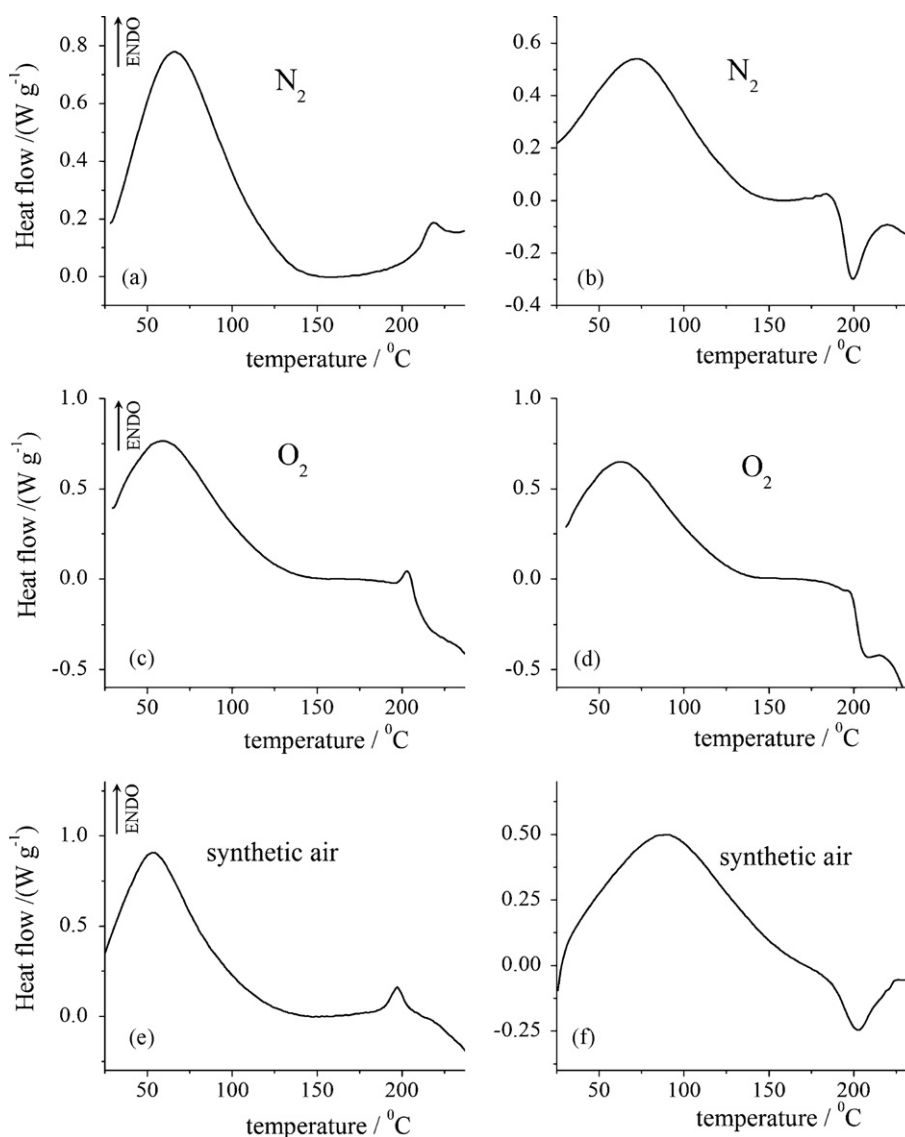 ENDO
N₂
Heat flow /(W g⁻¹)
0.8
0.4
0.2
0.0
(a)
50 100 150 200
temperature / ⁰C
N₂
0.6
0.4
0.2
0.0
-0.2
-0.4
(b)
50 100 150 200
temperature / ⁰C
ENDO
O₂
Heat flow /(W g⁻¹)
1.0
0.5
0.0
-0.5
(c)
50 100 150 200
temperature / ⁰C
O₂
1.0
0.5
0.0
-0.5
(d)
50 100 150 200
temperature / ⁰C
ENDO
synthetic air
Heat flow /(W g⁻¹)
1.0
0.5
0.0
(e)
50 100 150 200
temperature / ⁰C
synthetic air
0.50
0.25
0.00
-0.25
(f)
50 100 150 200
temperature / ⁰C